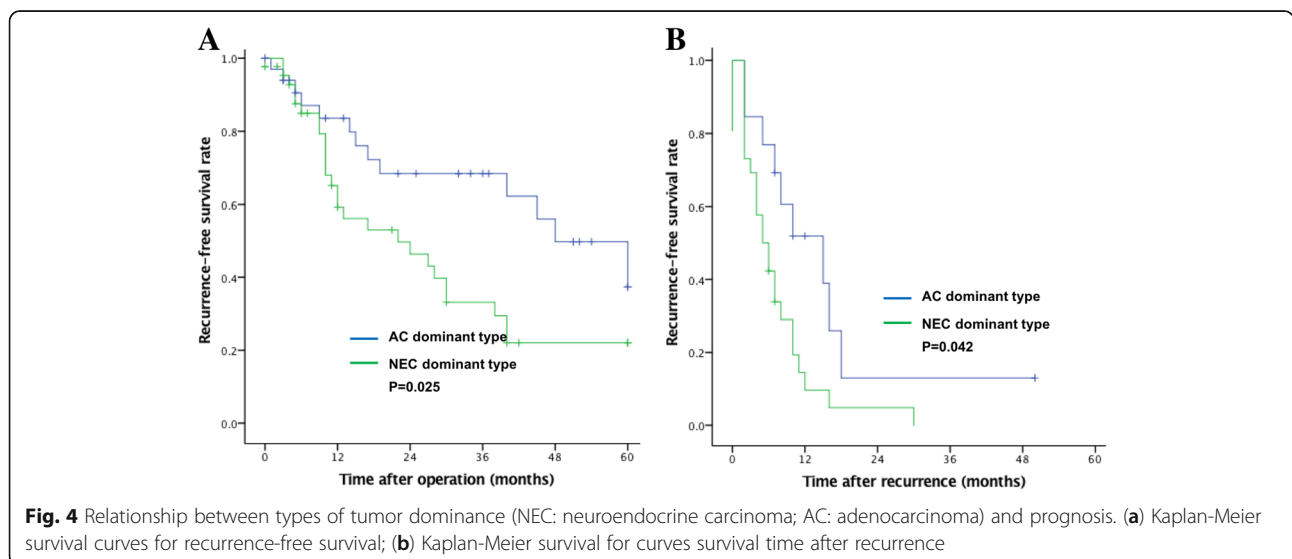 A
Recurrence-free survival rate
1.0
0.8
0.6
0.4
0.2
0.0
AC dominant type
NEC dominant type
P=0.025
0 12 24 36 48 60
Time after operation (months)
B
Recurrence-free survival rate
1.0
0.8
0.6
0.4
0.2
0.0
AC dominant type
NEC dominant type
P=0.042
0 12 24 36 48 60
Time after recurrence (months)
Fig. 4 Relationship between types of tumor dominance (NEC: neuroendocrine carcinoma; AC: adenocarcinoma) and prognosis. (a) Kaplan-Meier
survival curves for recurrence-free survival; (b) Kaplan-Meier survival for curves survival time after recurrence